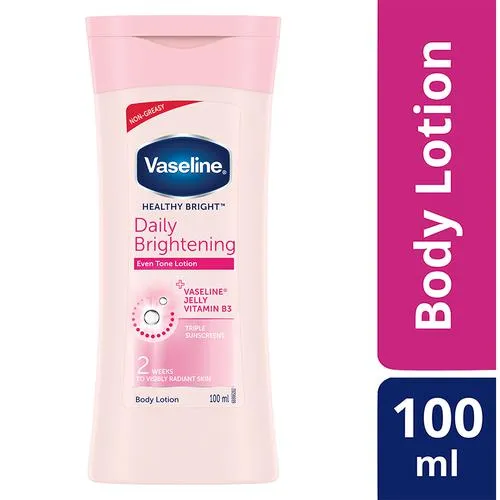 NON-GREASY
Vaseline®
HEALTHY BRIGHT™
Daily
Brightening
Even Tone Lotion
VASELINE®
JELLY
VITAMIN B3
TRIPLE
SUNSCREENS
2 WEEKS
TO VISIBLY RADIANT SKIN
Body Lotion 100 ml
Body Lotion
100
ml